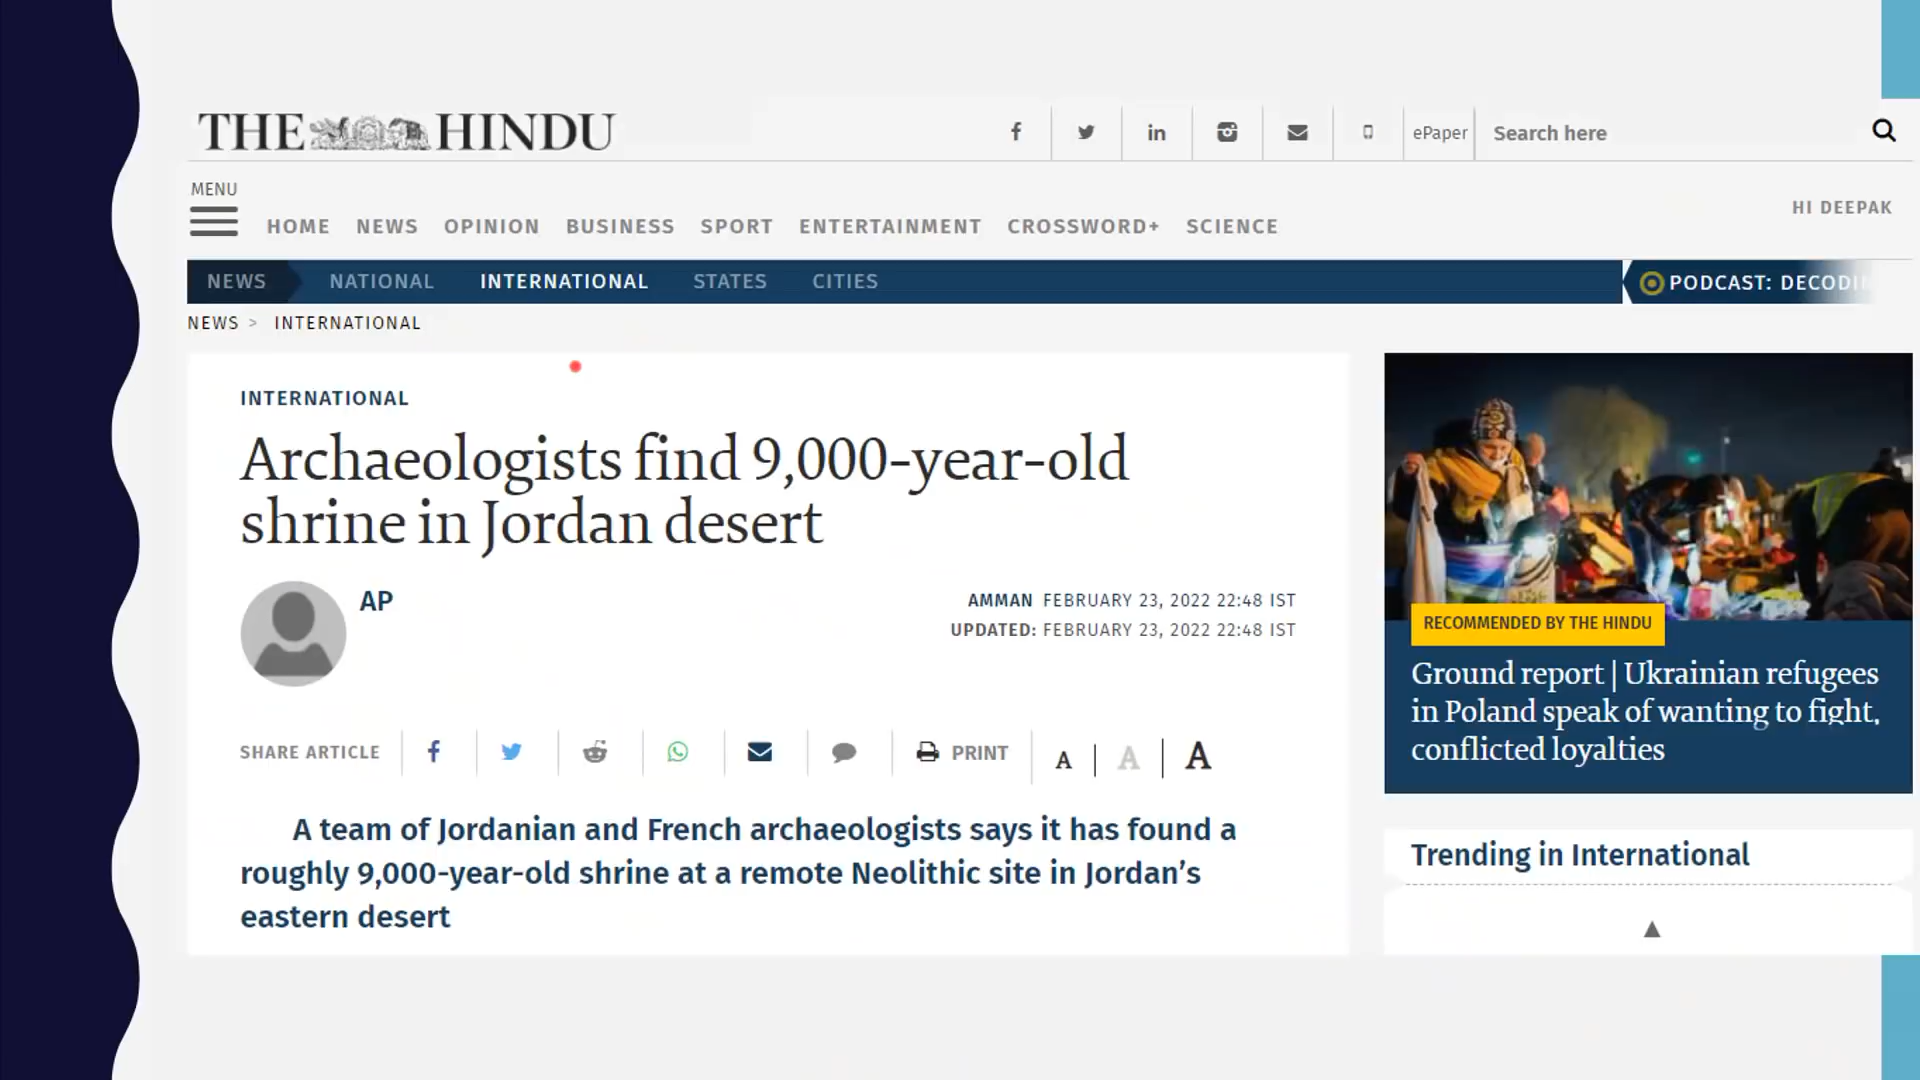 THE HINDU
ePaper
Search here
MENU
HOME NEWS OPINION BUSINESS SPORT ENTERTAINMENT CROSSWORD+ SCIENCE
HI DEEPAK
NEWS NATIONAL INTERNATIONAL STATES CITIES
PODCAST: DECODIN
NEWS > INTERNATIONAL
INTERNATIONAL
Archaeologists find 9,000-year-old
shrine in Jordan desert
AP
AMMAN FEBRUARY 23, 2022 22:48 IST
UPDATED: FEBRUARY 23, 2022 22:48 IST
SHARE ARTICLE
PRINT
A | A | A
A team of Jordanian and French archaeologists says it has found a
roughly 9,000-year-old shrine at a remote Neolithic site in Jordan’s
eastern desert
RECOMMENDED BY THE HINDU
Ground report | Ukrainian refugees
in Poland speak of wanting to fight,
conflicted loyalties
Trending in International